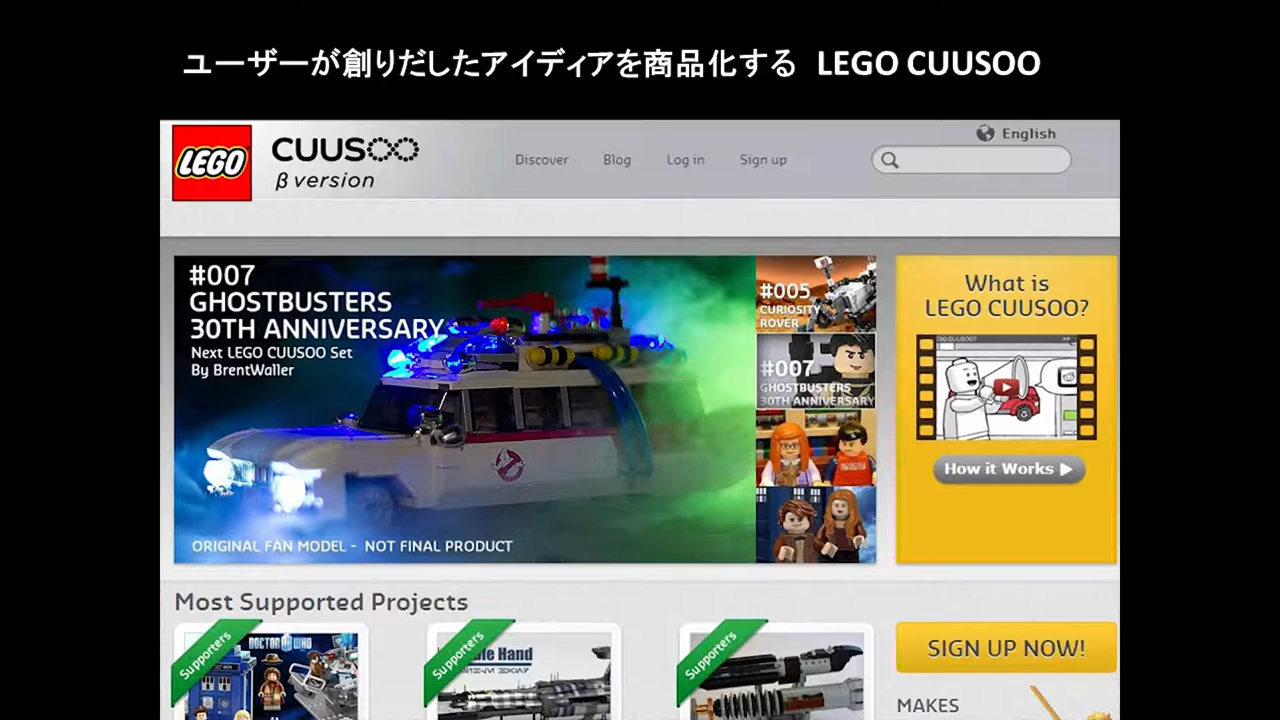 ユーザーが創りだしたアイディアを商品化する LEGO CUUSOO
LEGO
CUUSOO
β version
Discover
Blog
Log in
Sign up
English
#007
GHOSTBUSTERS
30TH ANNIVERSARY
Next LEGO CUUSOO Set
By BrentWaller
ORIGINAL FAN MODEL - NOT FINAL PRODUCT
#005
CURIOSITY
ROVER
#007
GHOSTBUSTERS
30TH ANNIVERSARY
What is
LEGO CUUSOO?
How it Works
Most Supported Projects
Supporters
DOCTOR WHO
Supporters
Hand
Supporters
SIGN UP NOW!
MAKES